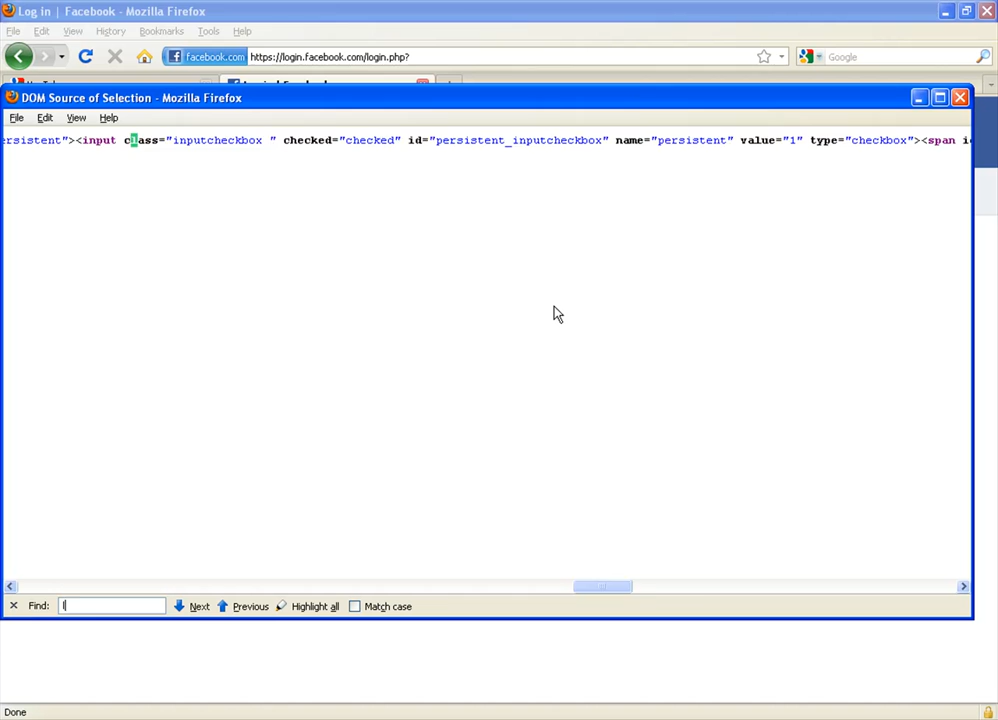 Log in | Facebook - Mozilla Firefox
File Edit View History Bookmarks Tools Help
facebook.com https://login.facebook.com/login.php? Google
DOM Source of Selection - Mozilla Firefox
File Edit View Help
ersistent"><input class="inputcheckbox " checked="checked" id="persistent_inputcheckbox" name="persistent" value="1" type="checkbox"><span i
Find: l Next Previous Highlight all Match case
Done